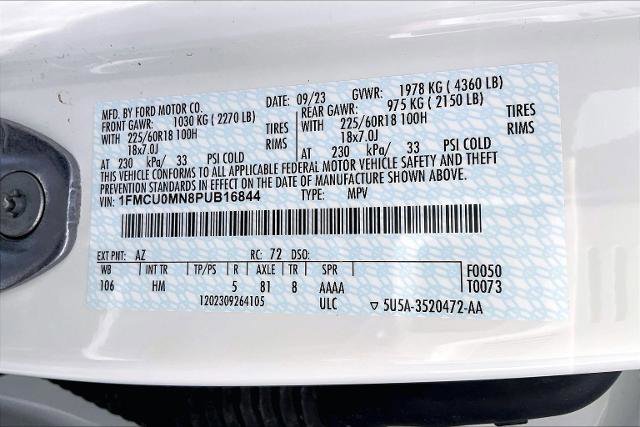 MFD. BY FORD MOTOR CO. DATE: 09/23 GVWR: 1978 KG ( 4360 LB)
FRONT GAWR: 1030 KG ( 2270 LB) REAR GAWR: 975 KG ( 2150 LB)
WITH 225/60R18 100H TIRES WITH 225/60R18 100H TIRES
18x7.0J RIMS 18x7.0J RIMS
AT 230 kPa/ 33 PSI COLD AT 230 kPa/ 33 PSI COLD
THIS VEHICLE CONFORMS TO ALL APPLICABLE FEDERAL MOTOR VEHICLE SAFETY AND THEFT
PREVENTION STANDARDS IN EFFECT ON THE DATE OF MANUFACTURE SHOWN ABOVE.
VIN: 1FMCU0MN8PUB16844 TYPE: MPV
EXT PNT: AZ RC: 72 DSO:
WB INT TR TP/PS R AXLE TR SPR F0050
106 HM 5 81 8 AAAA T0073
1202309264105 ULC ▽ 5U5A-3520472-AA